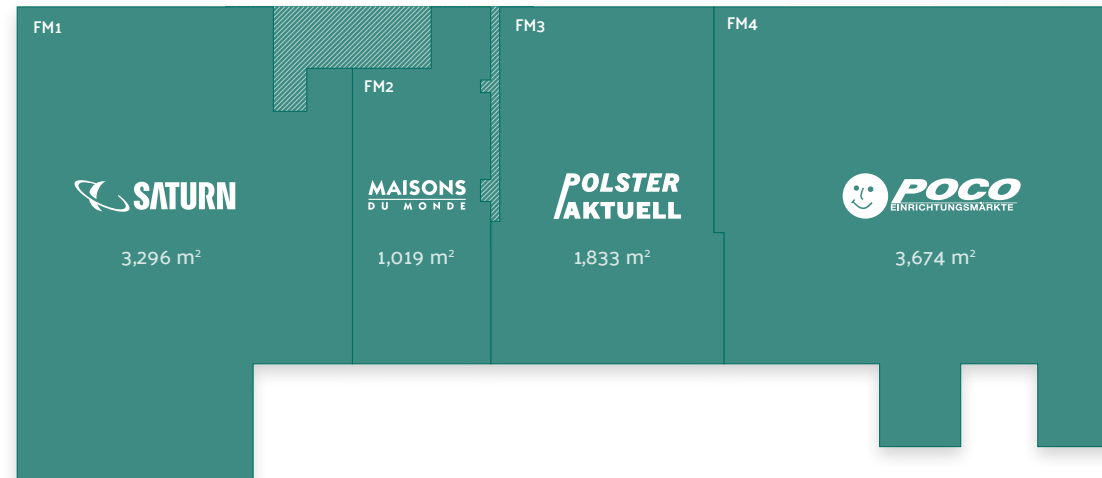 FM1
SATURN
3,296 m²
FM2
MAISONS
DU MONDE
1,019 m²
FM3
POLSTER
AKTUELL
1,833 m²
FM4
POCO
EINRICHTUNGSMÄRKTE
3,674 m²